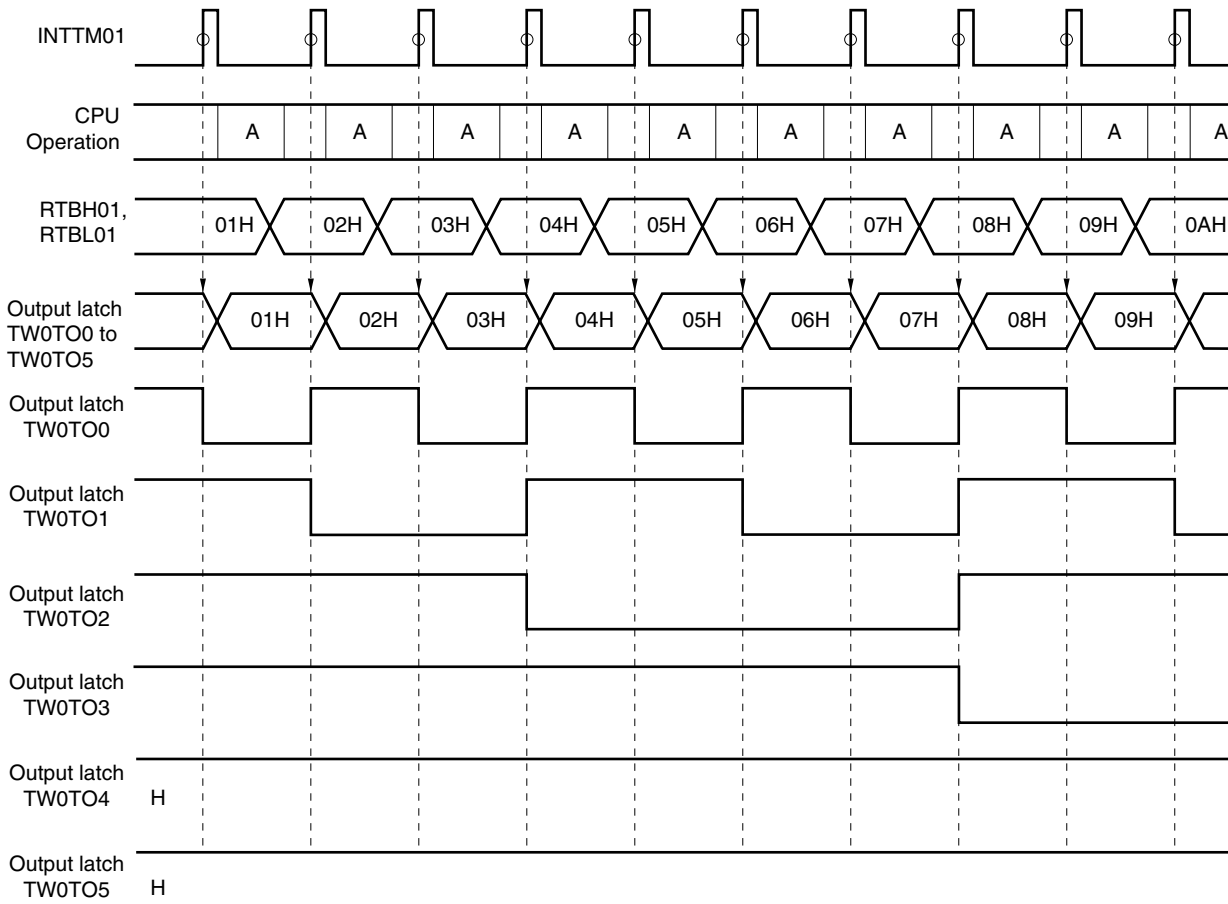 INTTM01
CPU
Operation
A A A A A A A A A A
RTBH01,
RTBL01
01H 02H 03H 04H 05H 06H 07H 08H 09H 0AH
Output latch
TW0TO0 to
TW0TO5
01H 02H 03H 04H 05H 06H 07H 08H 09H
Output latch
TW0TO0
Output latch
TW0TO1
Output latch
TW0TO2
Output latch
TW0TO3
Output latch
TW0TO4 H
Output latch
TW0TO5 H